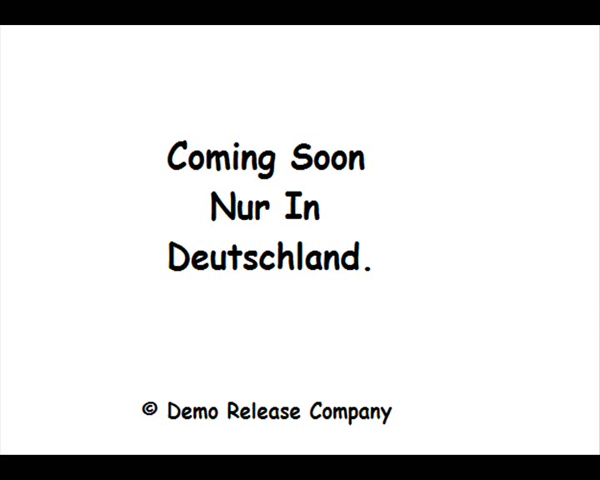 Coming Soon
Nur In
Deutschland.
© Demo Release Company